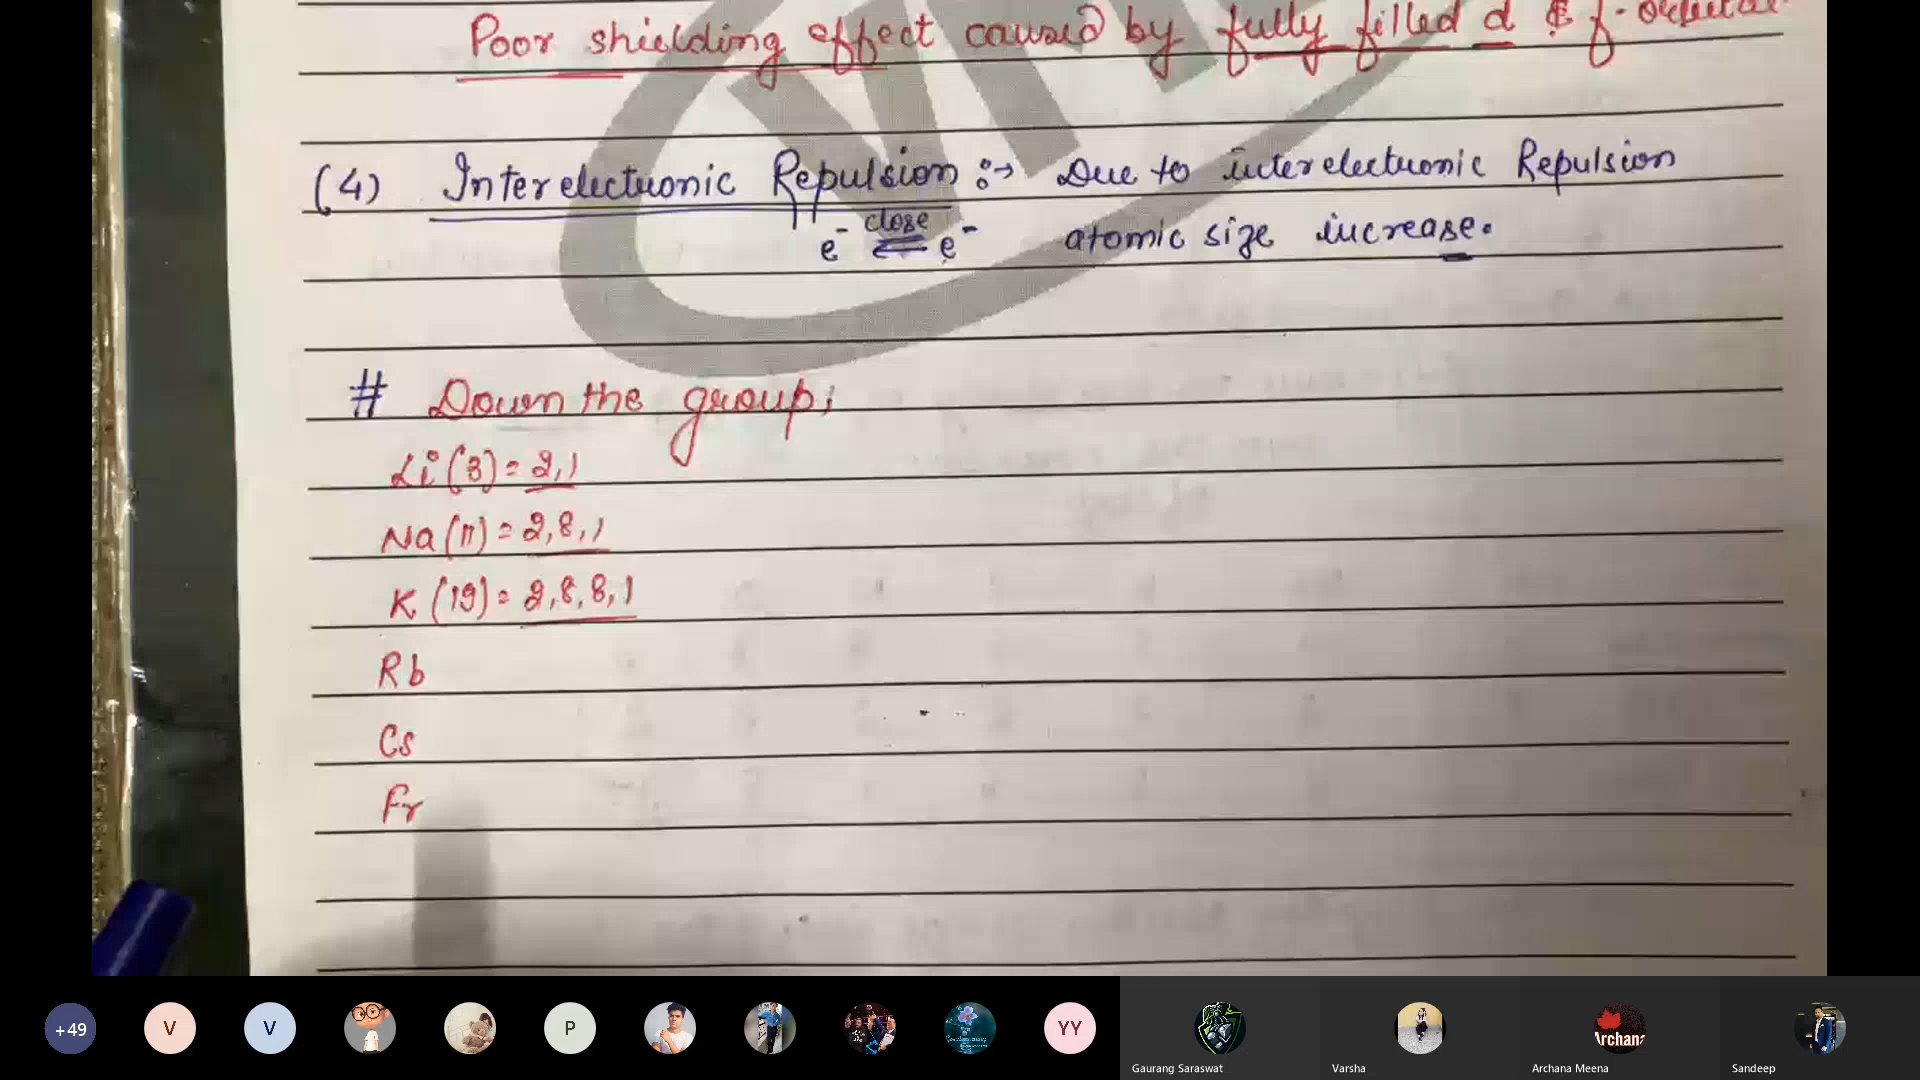 Poor shielding effect caused by fully filled d & f-orbital
(4) Interelectronic Repulsion :→ Due to interelectronic Repulsion
close
e⁻ ⇌ e⁻ atomic size increase.
# Down the group;
Li (3) = 2,1
Na (11) = 2,8,1
K (19) = 2,8,8,1
Rb
Cs
Fr
+49 V V P YY
Gaurang Saraswat Varsha Archana Meena Sandeep